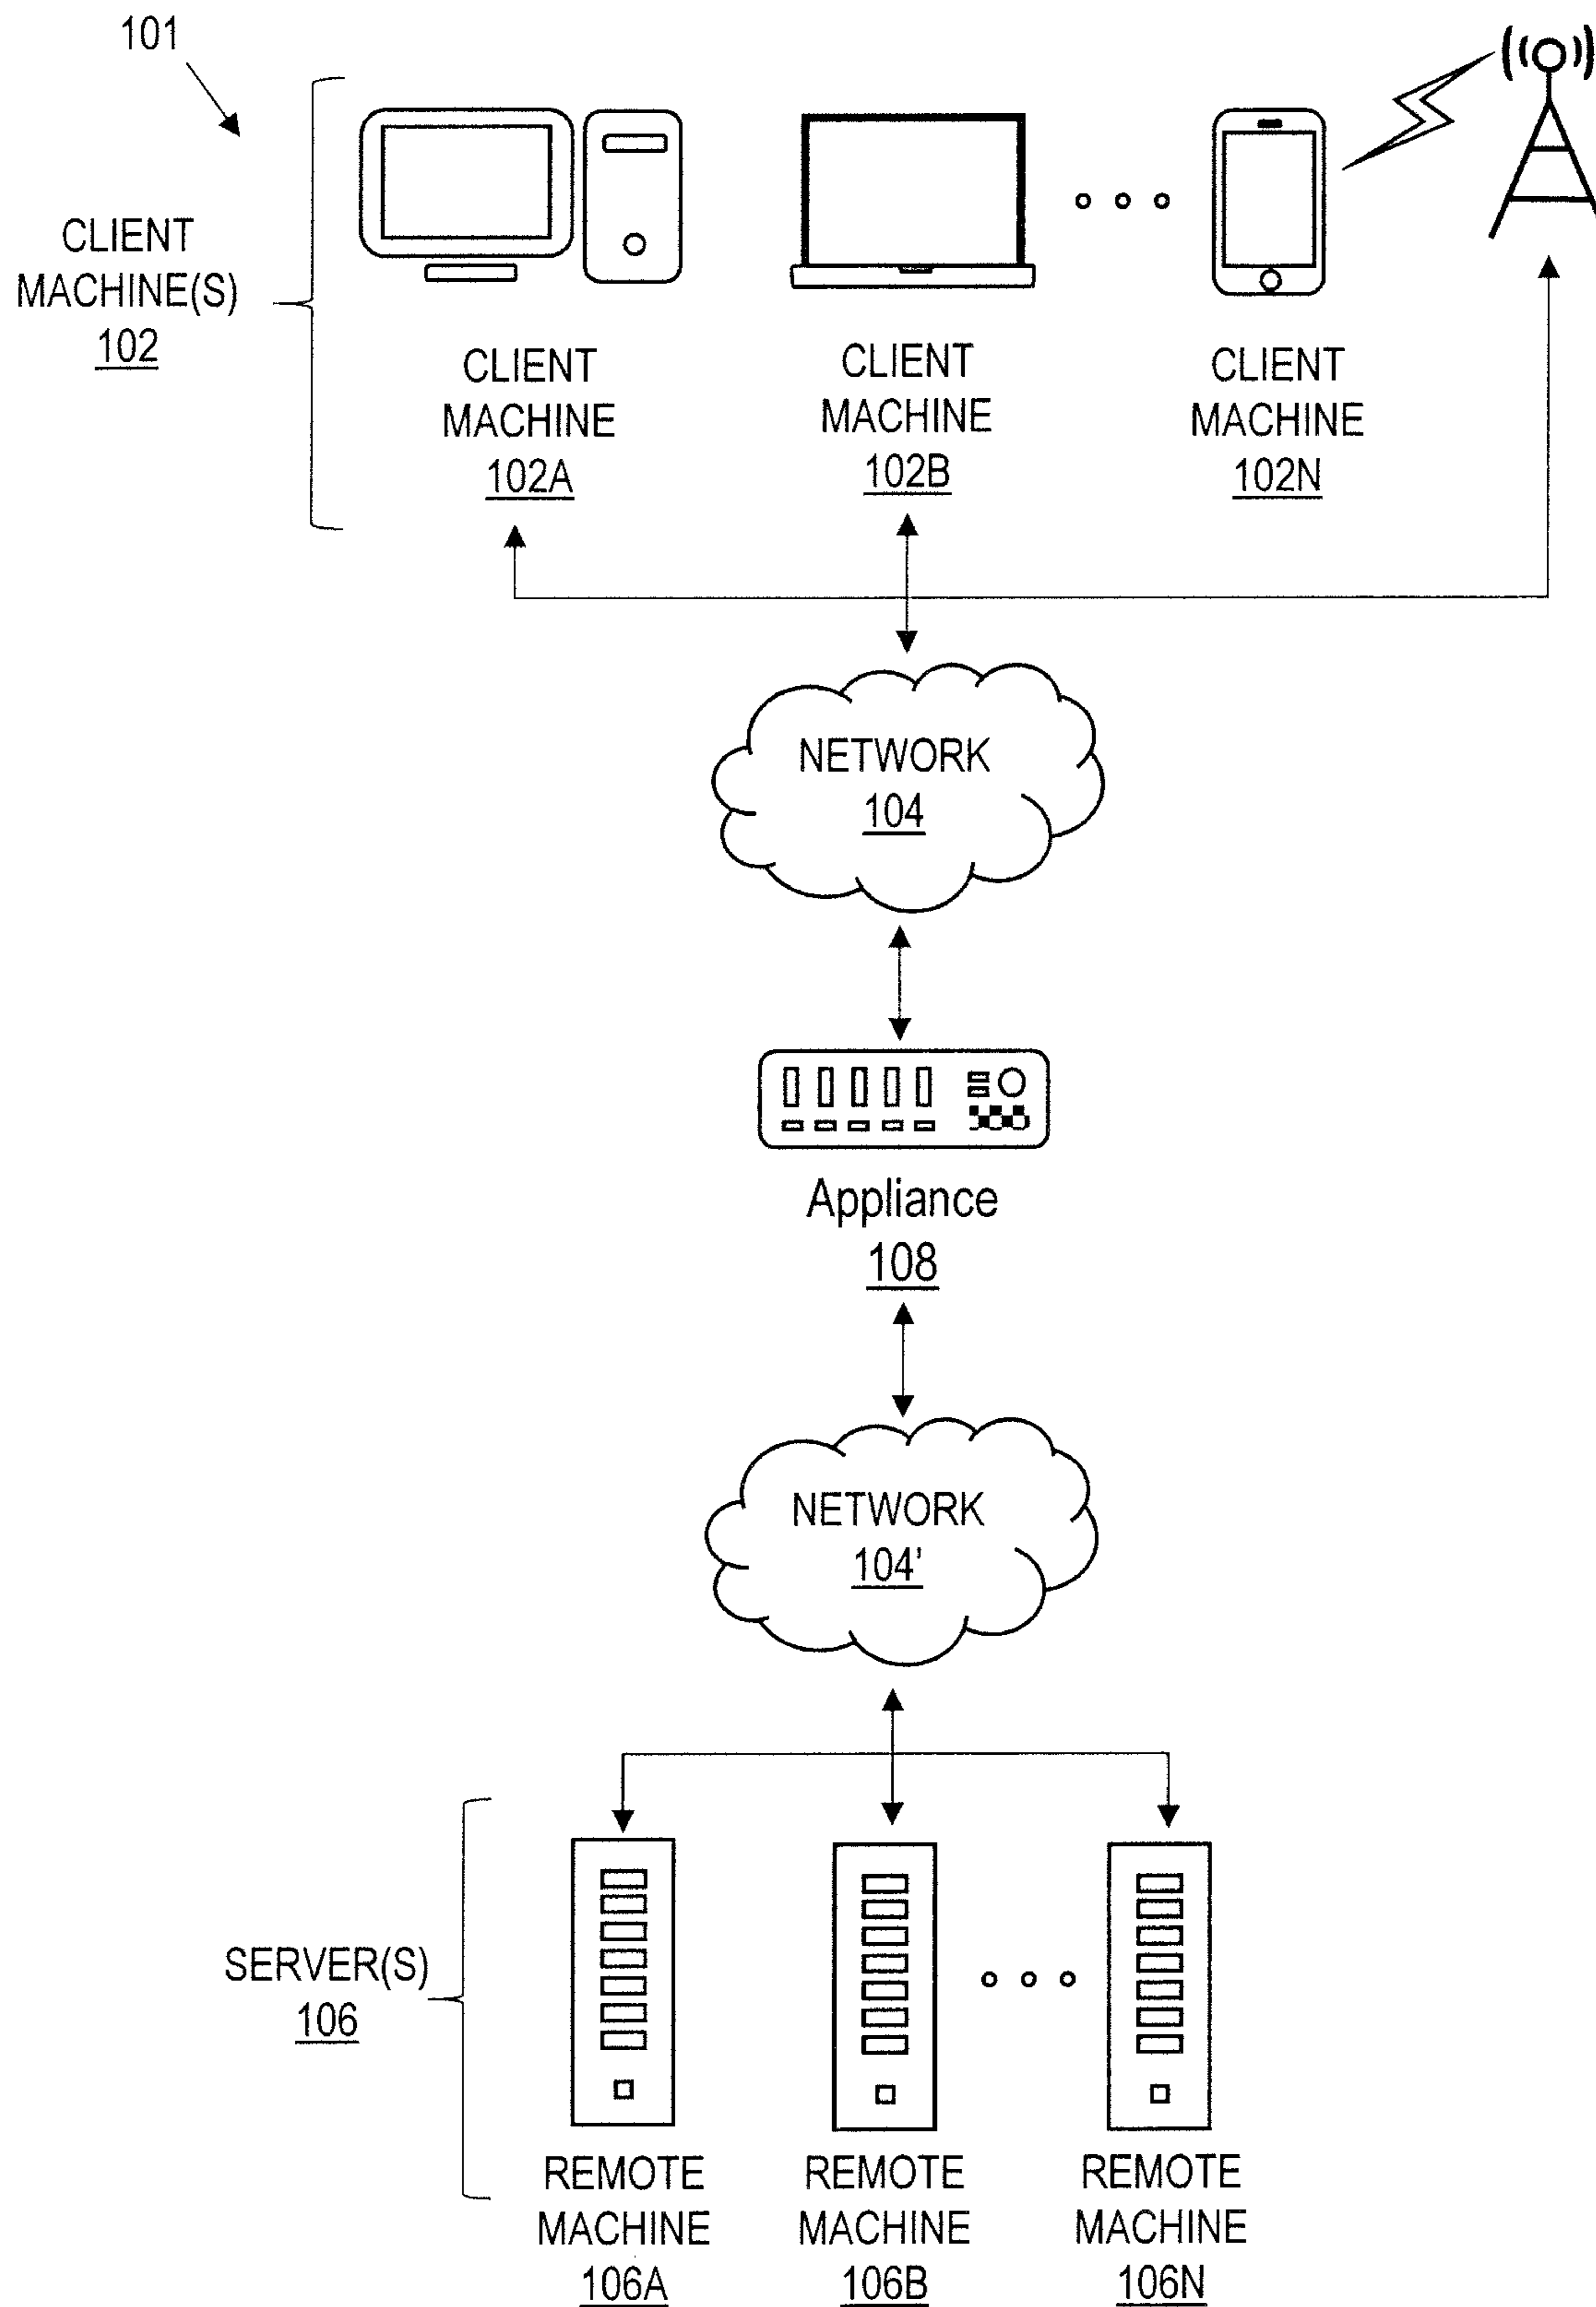 101
CLIENT
MACHINE(S)
102
CLIENT
MACHINE
102A
CLIENT
MACHINE
102B
CLIENT
MACHINE
102N
NETWORK
104
Appliance
108
NETWORK
104'
SERVER(S)
106
REMOTE
MACHINE
106A
REMOTE
MACHINE
106B
REMOTE
MACHINE
106N